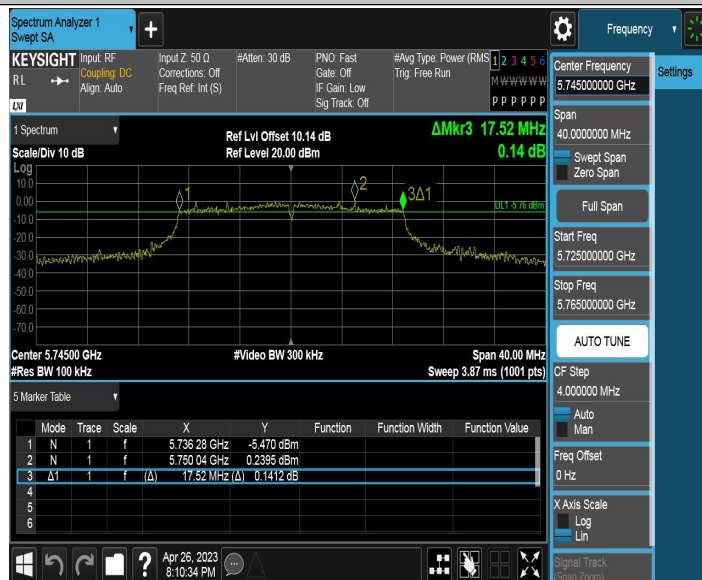 Spectrum Analyzer 1
Swept SA
Frequency
KEYSIGHT
R L
LXI
Input: RF
Coupling: DC
Align: Auto
Input Z: 50 Ω
Corrections: Off
Freq Ref: Int (S)
#Atten: 30 dB
PNO: Fast
Gate: Off
IF Gain: Low
Sig Track: Off
#Avg Type: Power (RMS
Trig: Free Run
1 2 3 4 5 6
M W W W W W
P P P P P P
1 Spectrum
Scale/Div 10 dB
Ref Lvl Offset 10.14 dB
Ref Level 20.00 dBm
ΔMkr3 17.52 MHz
0.14 dB
Log
10.0
0.00
-10.0
-20.0
-30.0
-40.0
-50.0
-60.0
-70.0
1
2
3Δ1
DL1 -5.76 dBm
Center 5.74500 GHz
#Res BW 100 kHz
#Video BW 300 kHz
Span 40.00 MHz
Sweep 3.87 ms (1001 pts)
5 Marker Table
Mode Trace Scale X Y Function Function Width Function Value
1 N 1 f 5.736 28 GHz -5.470 dBm
2 N 1 f 5.750 04 GHz 0.2395 dBm
3 Δ1 1 f (Δ) 17.52 MHz (Δ) 0.1412 dB
4
5
6
Apr 26, 2023
8:10:34 PM
Center Frequency
5.745000000 GHz
Settings
Span
40.0000000 MHz
Swept Span
Zero Span
Full Span
Start Freq
5.725000000 GHz
Stop Freq
5.765000000 GHz
AUTO TUNE
CF Step
4.000000 MHz
Auto
Man
Freq Offset
0 Hz
X Axis Scale
Log
Lin
Signal Track
(Span Zoom)